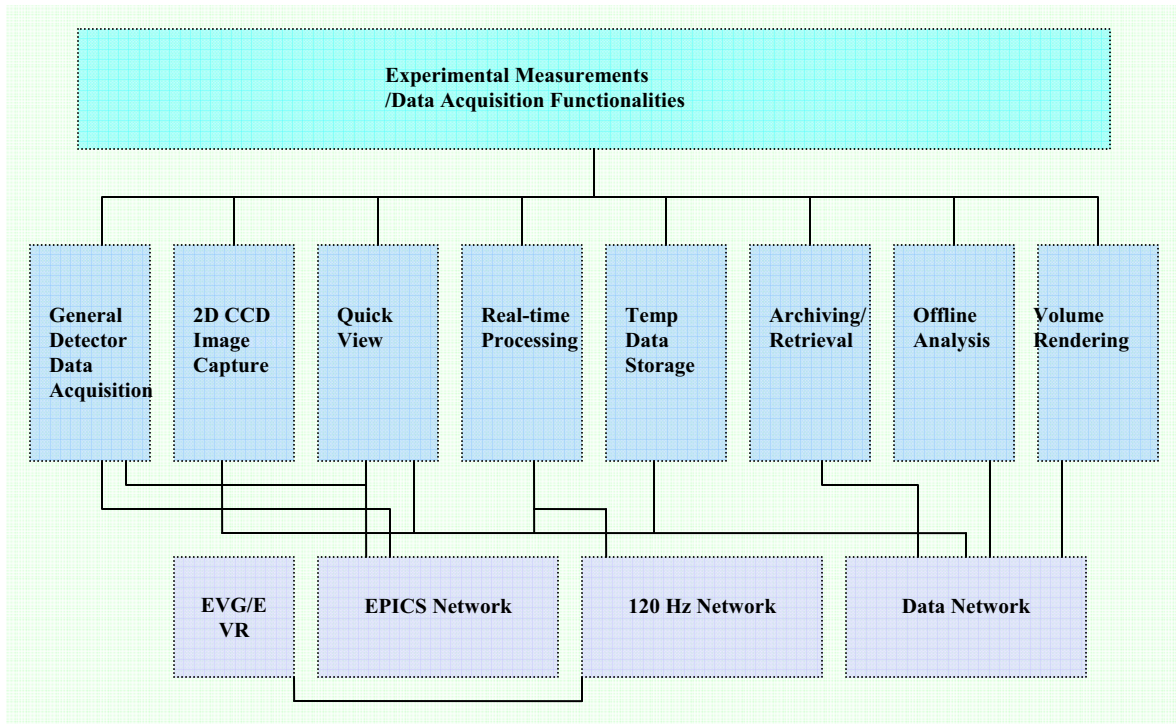 Experimental Measurements
/Data Acquisition Functionalities
General
Detector
Data
Acquisition
2D CCD
Image
Capture
Quick
View
Real-time
Processing
Temp
Data
Storage
Archiving/
Retrieval
Offline
Analysis
Volume
Rendering
EVG/E
VR
EPICS Network
120 Hz Network
Data Network